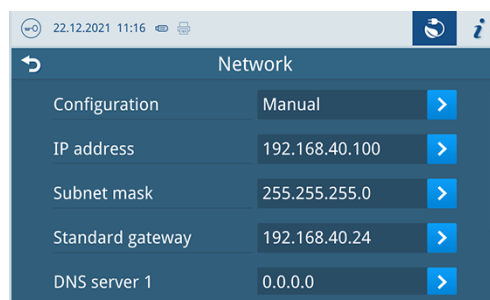 22.12.2021 11:16
i
Network
Configuration Manual
IP address 192.168.40.100
Subnet mask 255.255.255.0
Standard gateway 192.168.40.24
DNS server 1 0.0.0.0